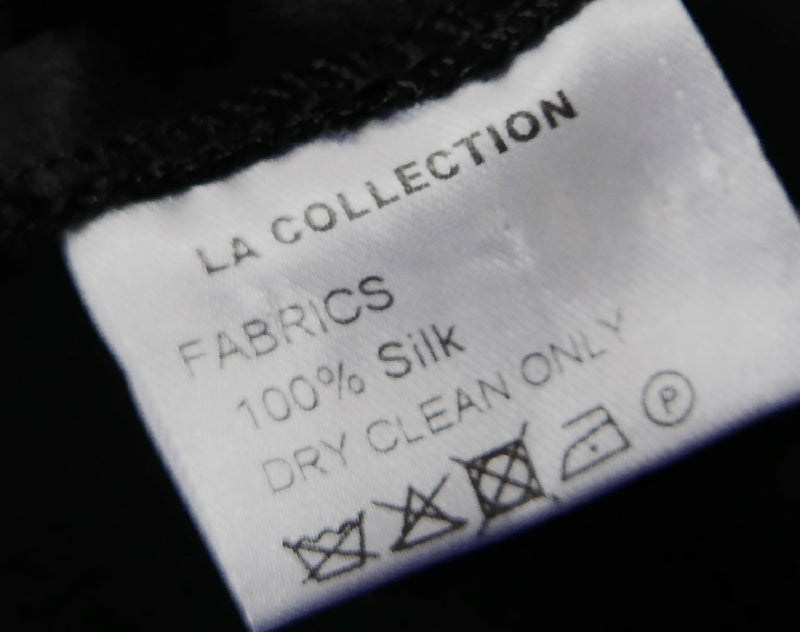 LA COLLECTION
FABRICS
100% Silk
DRY CLEAN ONLY
P